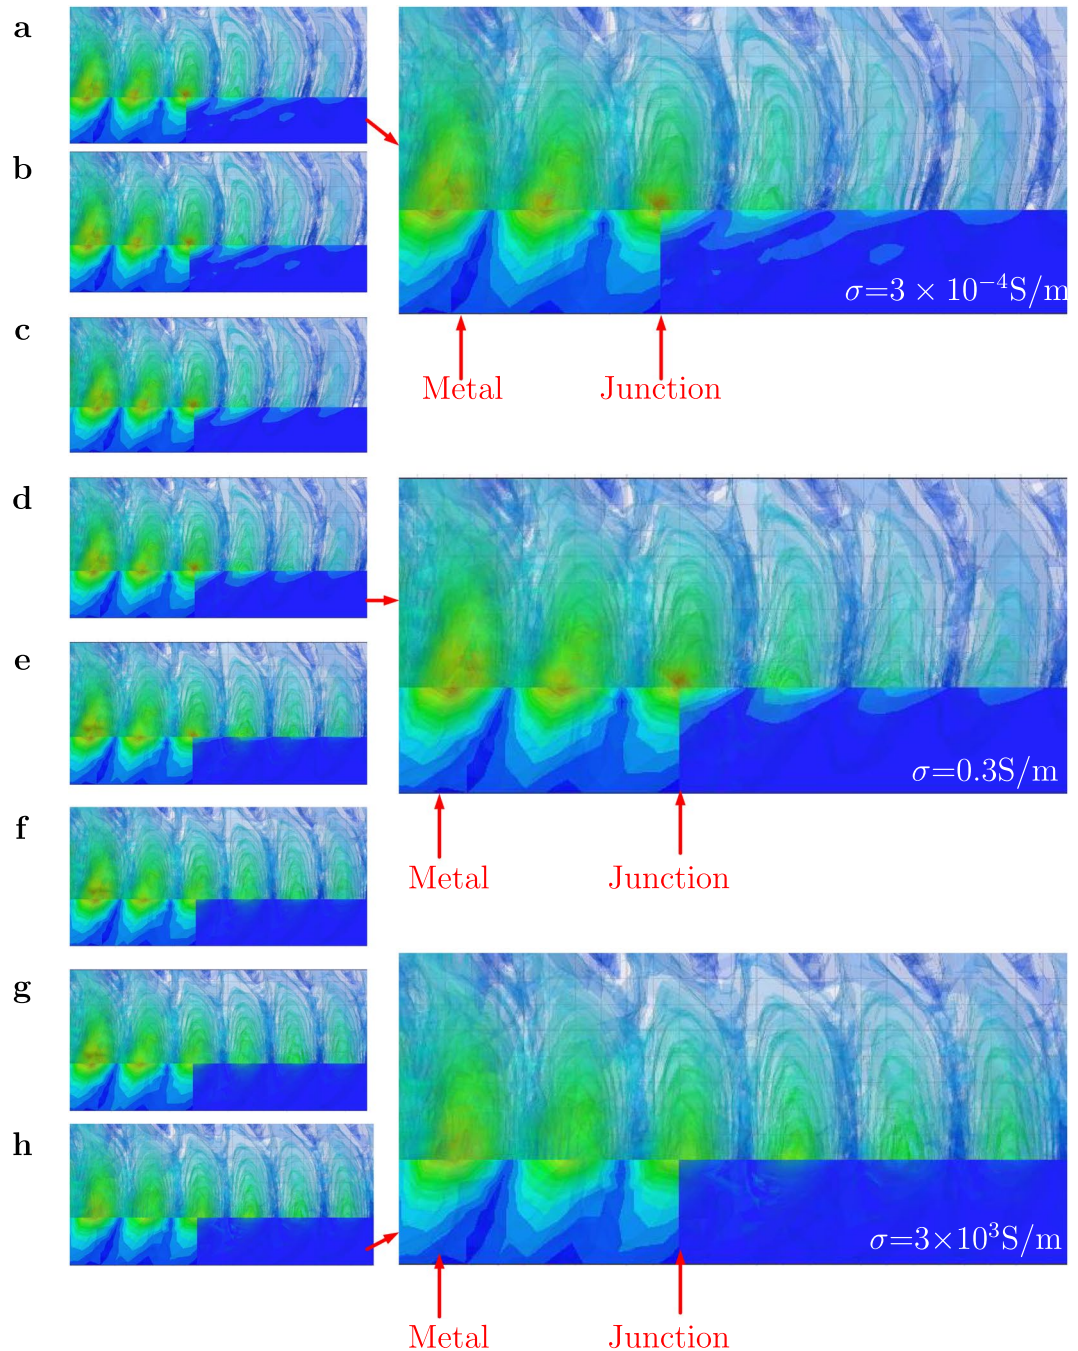 a
b
c
d
e
f
g
h
σ=3 × 10⁻⁴S/m
Metal
Junction
σ=0.3S/m
Metal
Junction
σ=3×10³S/m
Metal
Junction